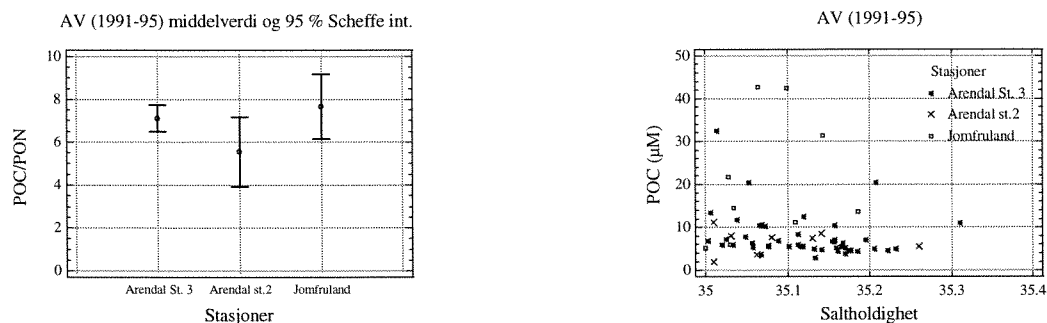 AV (1991-95) middelverdi og 95 % Scheffe int.
POC/PON
10
8
6
4
2
0
Arendal St. 3
Arendal st.2
Jomfruland
Stasjoner
AV (1991-95)
POC (µM)
50
40
30
20
10
0
Stasjoner
Arendal St. 3
Arendal st.2
Jomfruland
35
35.1
35.2
35.3
35.4
Saltholdighet